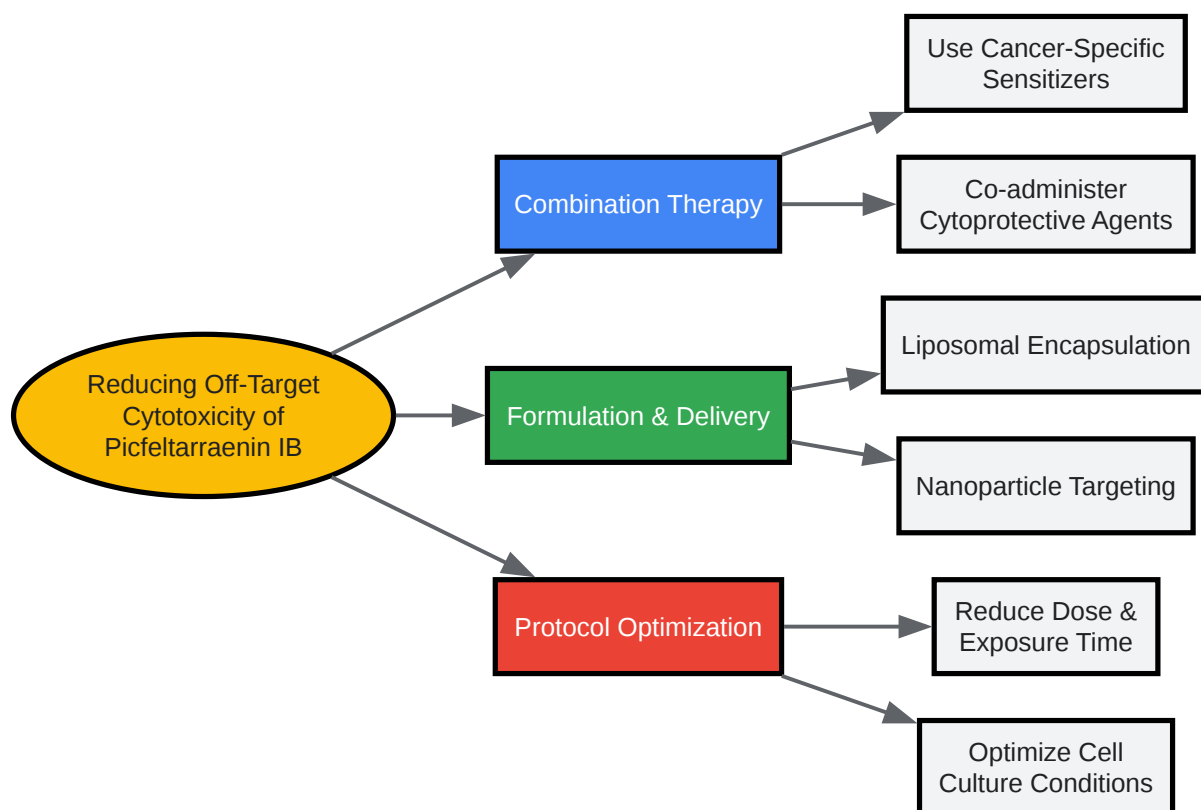 Reducing Off-Target
Cytotoxicity of
Picfeltarraenin IB
Combination Therapy
Use Cancer-Specific
Sensitizers
Co-administer
Cytoprotective Agents
Formulation & Delivery
Liposomal Encapsulation
Nanoparticle Targeting
Protocol Optimization
Reduce Dose &
Exposure Time
Optimize Cell
Culture Conditions